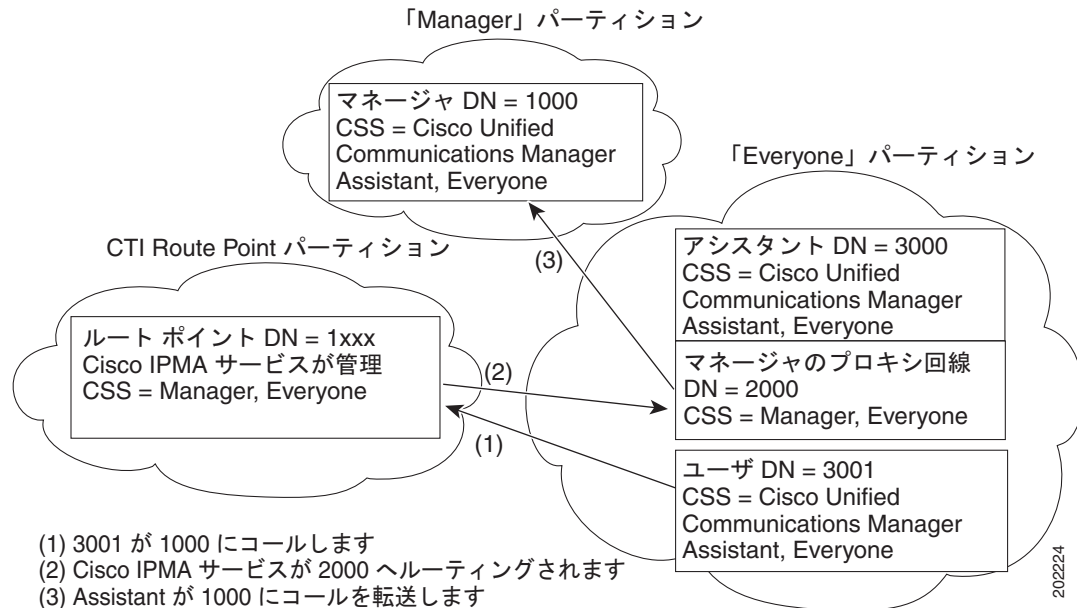 「Manager」パーティション
マネージャ DN = 1000
CSS = Cisco Unified
Communications Manager
Assistant, Everyone
「Everyone」パーティション
CTI Route Point パーティション
(3)
アシスタント DN = 3000
CSS = Cisco Unified
Communications Manager
Assistant, Everyone
ルート ポイント DN = 1xxx
Cisco IPMA サービスが管理
CSS = Manager, Everyone
(2)
マネージャのプロキシ回線
DN = 2000
CSS = Manager, Everyone
(1)
ユーザ DN = 3001
CSS = Cisco Unified
Communications Manager
Assistant, Everyone
(1) 3001 が 1000 にコールします
(2) Cisco IPMA サービスが 2000 へルーティングされます
(3) Assistant が 1000 にコールを転送します
202224